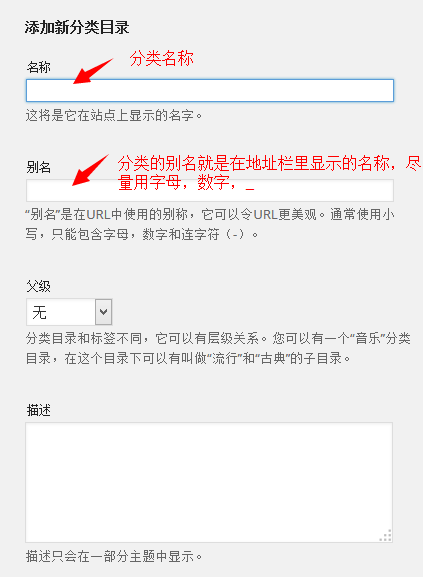 添加新分类目录
分类名称
名称
这将是它在站点上显示的名字。
别名
分类的别名就是在地址栏里显示的名称，尽
量用字母，数字，_
“别名”是在URL中使用的别称，它可以令URL更美观。通常使用小
写，只能包含字母，数字和连字符（-）。
父级
无
分类目录和标签不同，它可以有层级关系。您可以有一个“音乐”分类
目录，在这个目录下可以有叫做“流行”和“古典”的子目录。
描述
描述只会在一部分主题中显示。